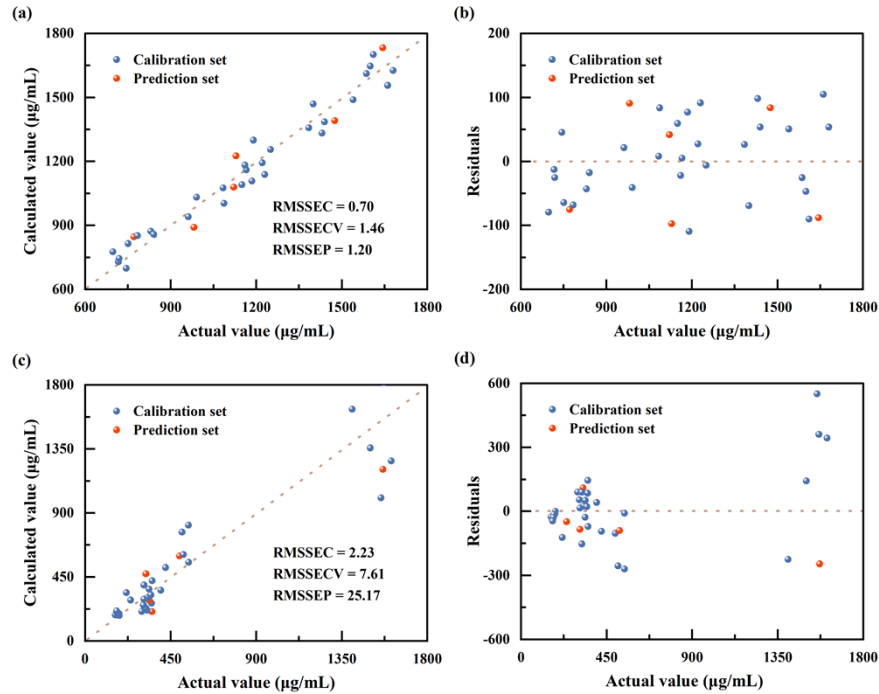 (a)
1800
1500
1200
900
600
Calculated value (μg/mL)
Calibration set
Prediction set
RMSSEC = 0.70
RMSSECV = 1.46
RMSSEP = 1.20
600 900 1200 1500 1800
Actual value (μg/mL)
(b)
200
100
0
-100
-200
Residuals
Calibration set
Prediction set
600 900 1200 1500 1800
Actual value (μg/mL)
(c)
1800
1350
900
450
0
Calculated value (μg/mL)
Calibration set
Prediction set
RMSSEC = 2.23
RMSSECV = 7.61
RMSSEP = 25.17
0 450 900 1350 1800
Actual value (μg/mL)
(d)
600
300
0
-300
-600
Residuals
Calibration set
Prediction set
0 450 900 1350 1800
Actual value (μg/mL)